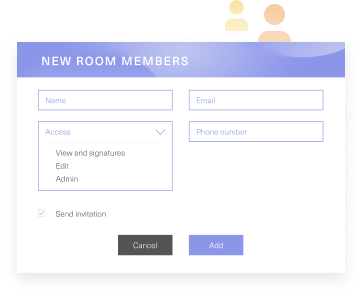 NEW ROOM MEMBERS
Name
Email
Access
Phone number
View and signatures
Edit
Admin
Send invitation
Cancel
Add